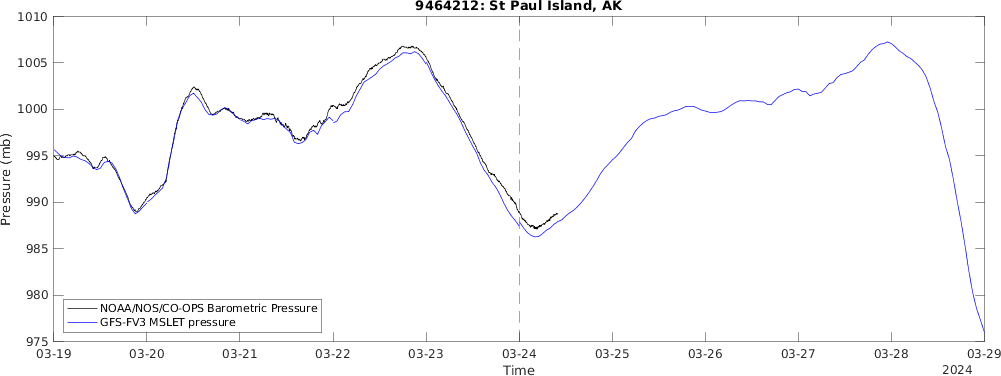 9464212: St Paul Island, AK
1010
1005
1000
995
990
985
980
975
Pressure (mb)
NOAA/NOS/CO-OPS Barometric Pressure
GFS-FV3 MSLET pressure
03-19 03-20 03-21 03-22 03-23 03-24 03-25 03-26 03-27 03-28 03-29
Time
2024